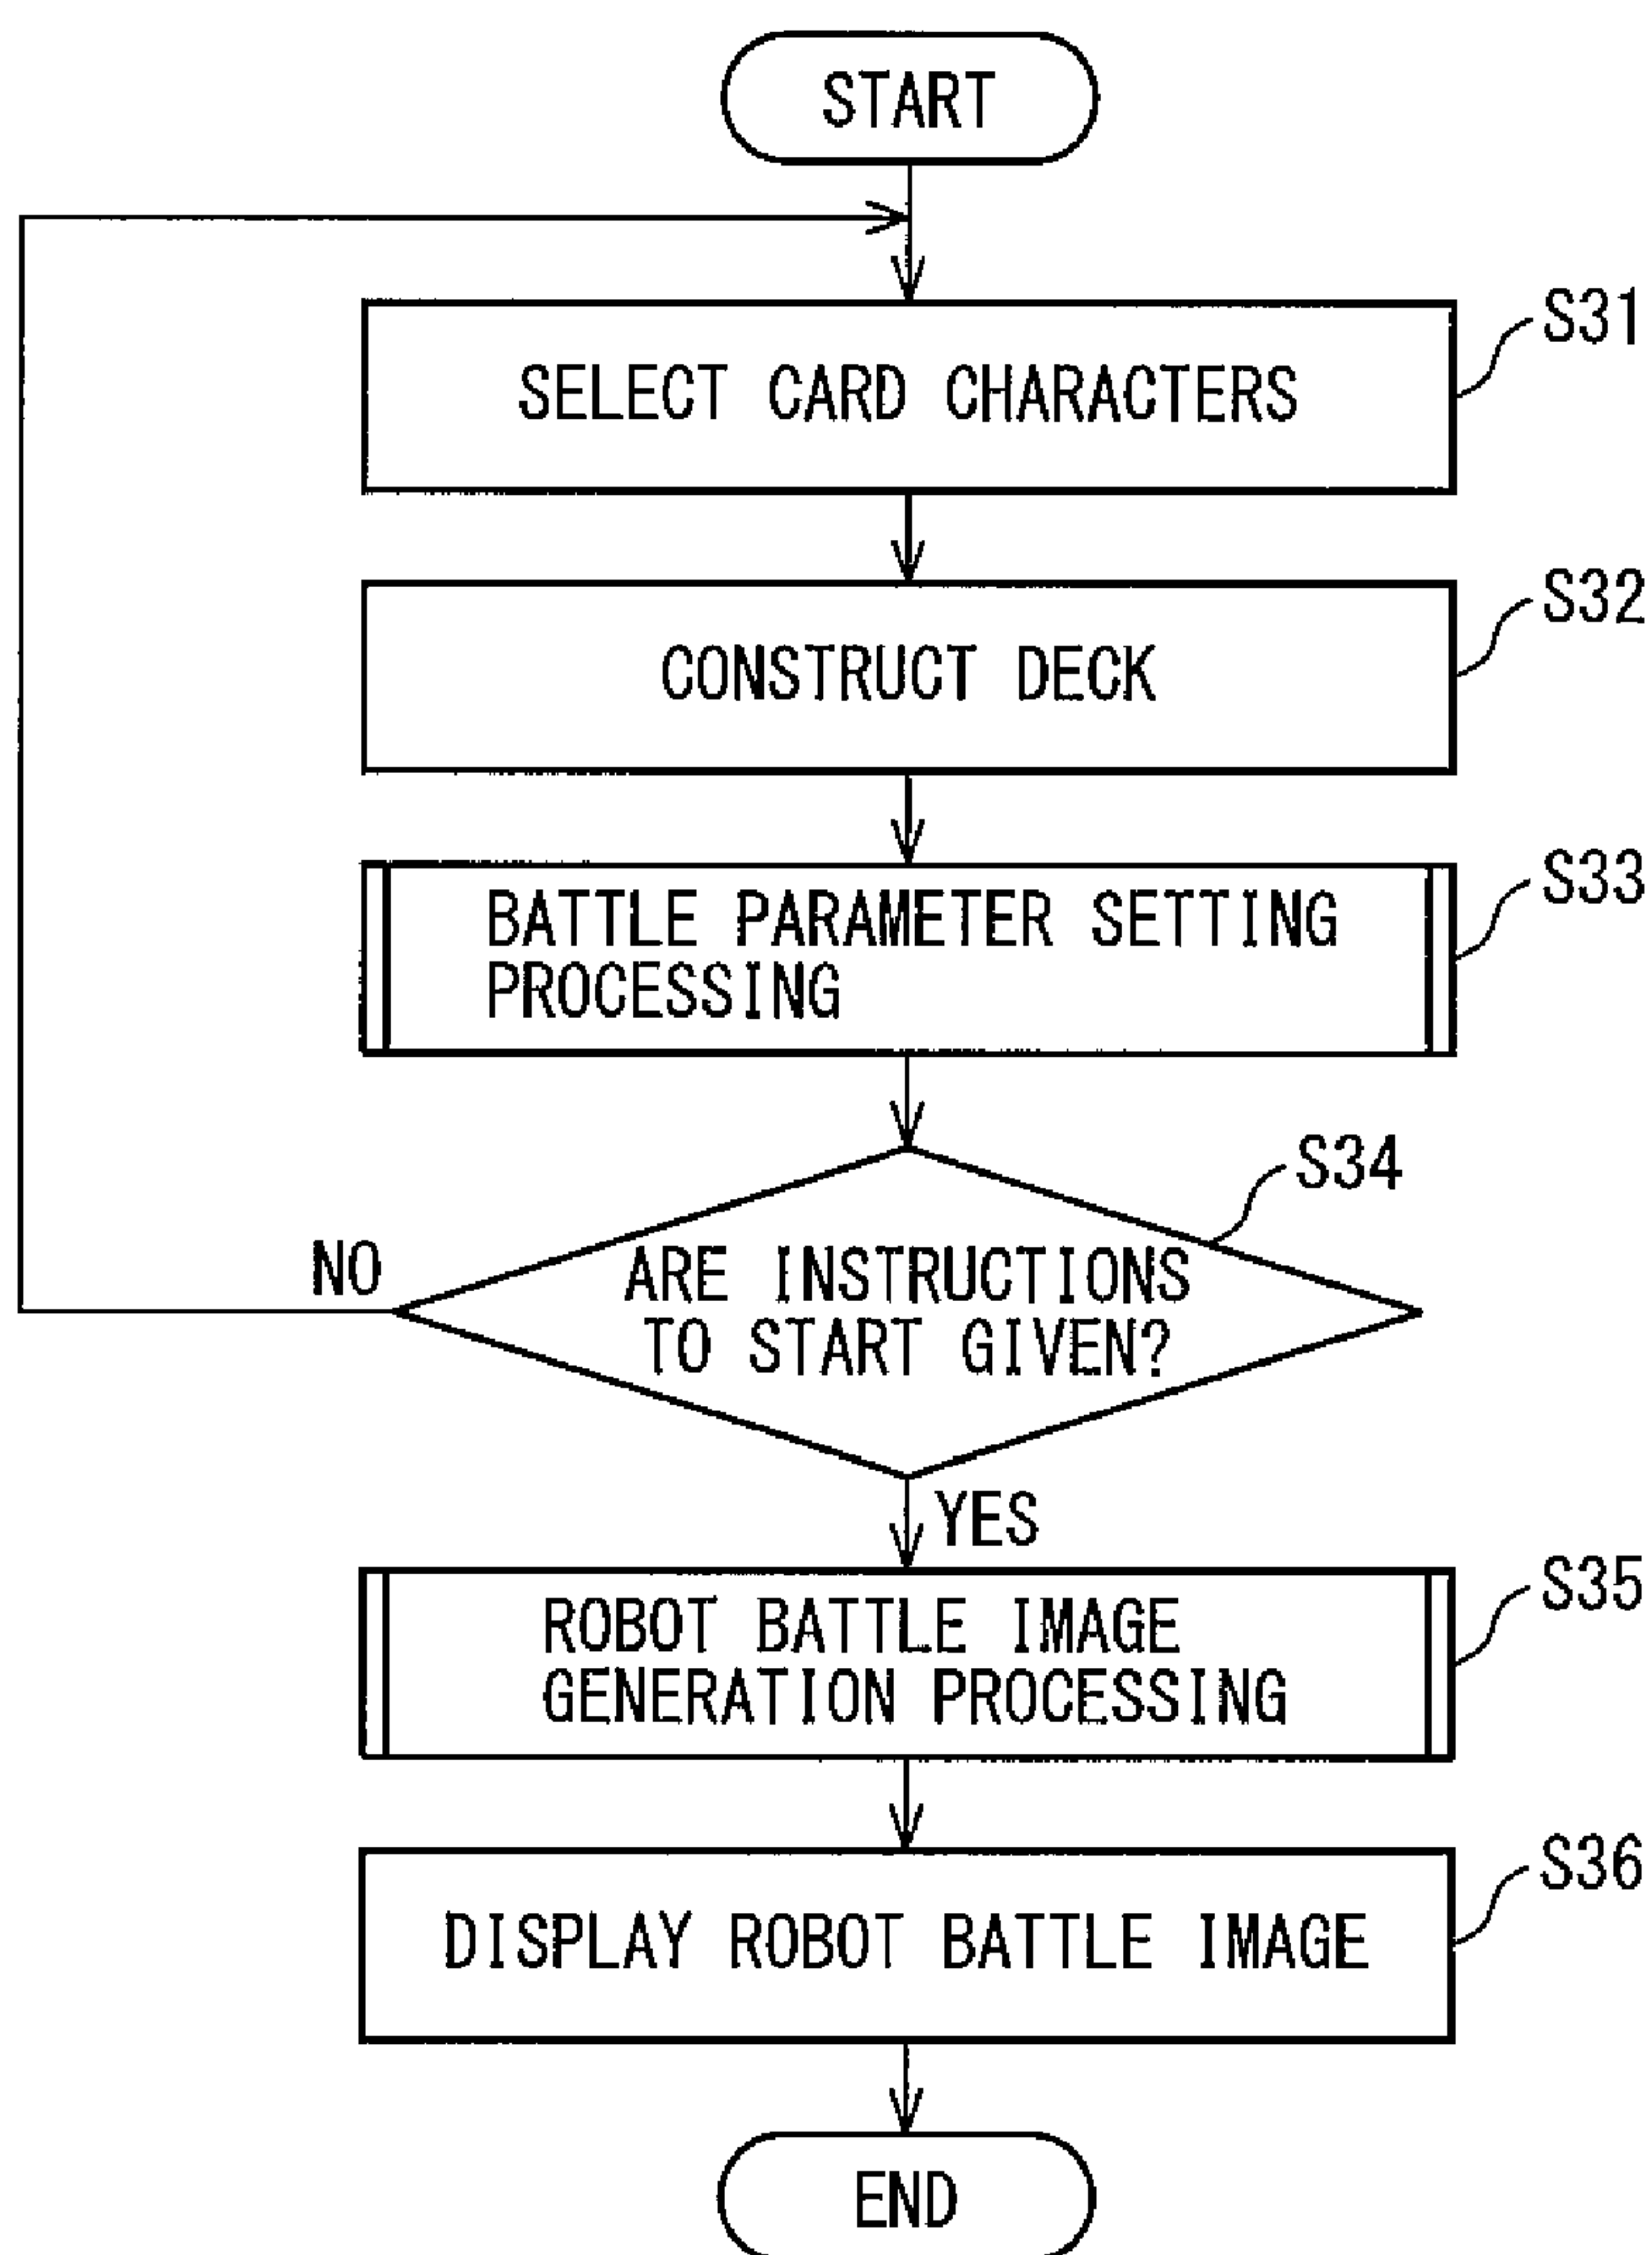 START
S31
SELECT CARD CHARACTERS
S32
CONSTRUCT DECK
S33
BATTLE PARAMETER SETTING
PROCESSING
S34
NO
ARE INSTRUCTIONS
TO START GIVEN?
YES
S35
ROBOT BATTLE IMAGE
GENERATION PROCESSING
S36
DISPLAY ROBOT BATTLE IMAGE
END